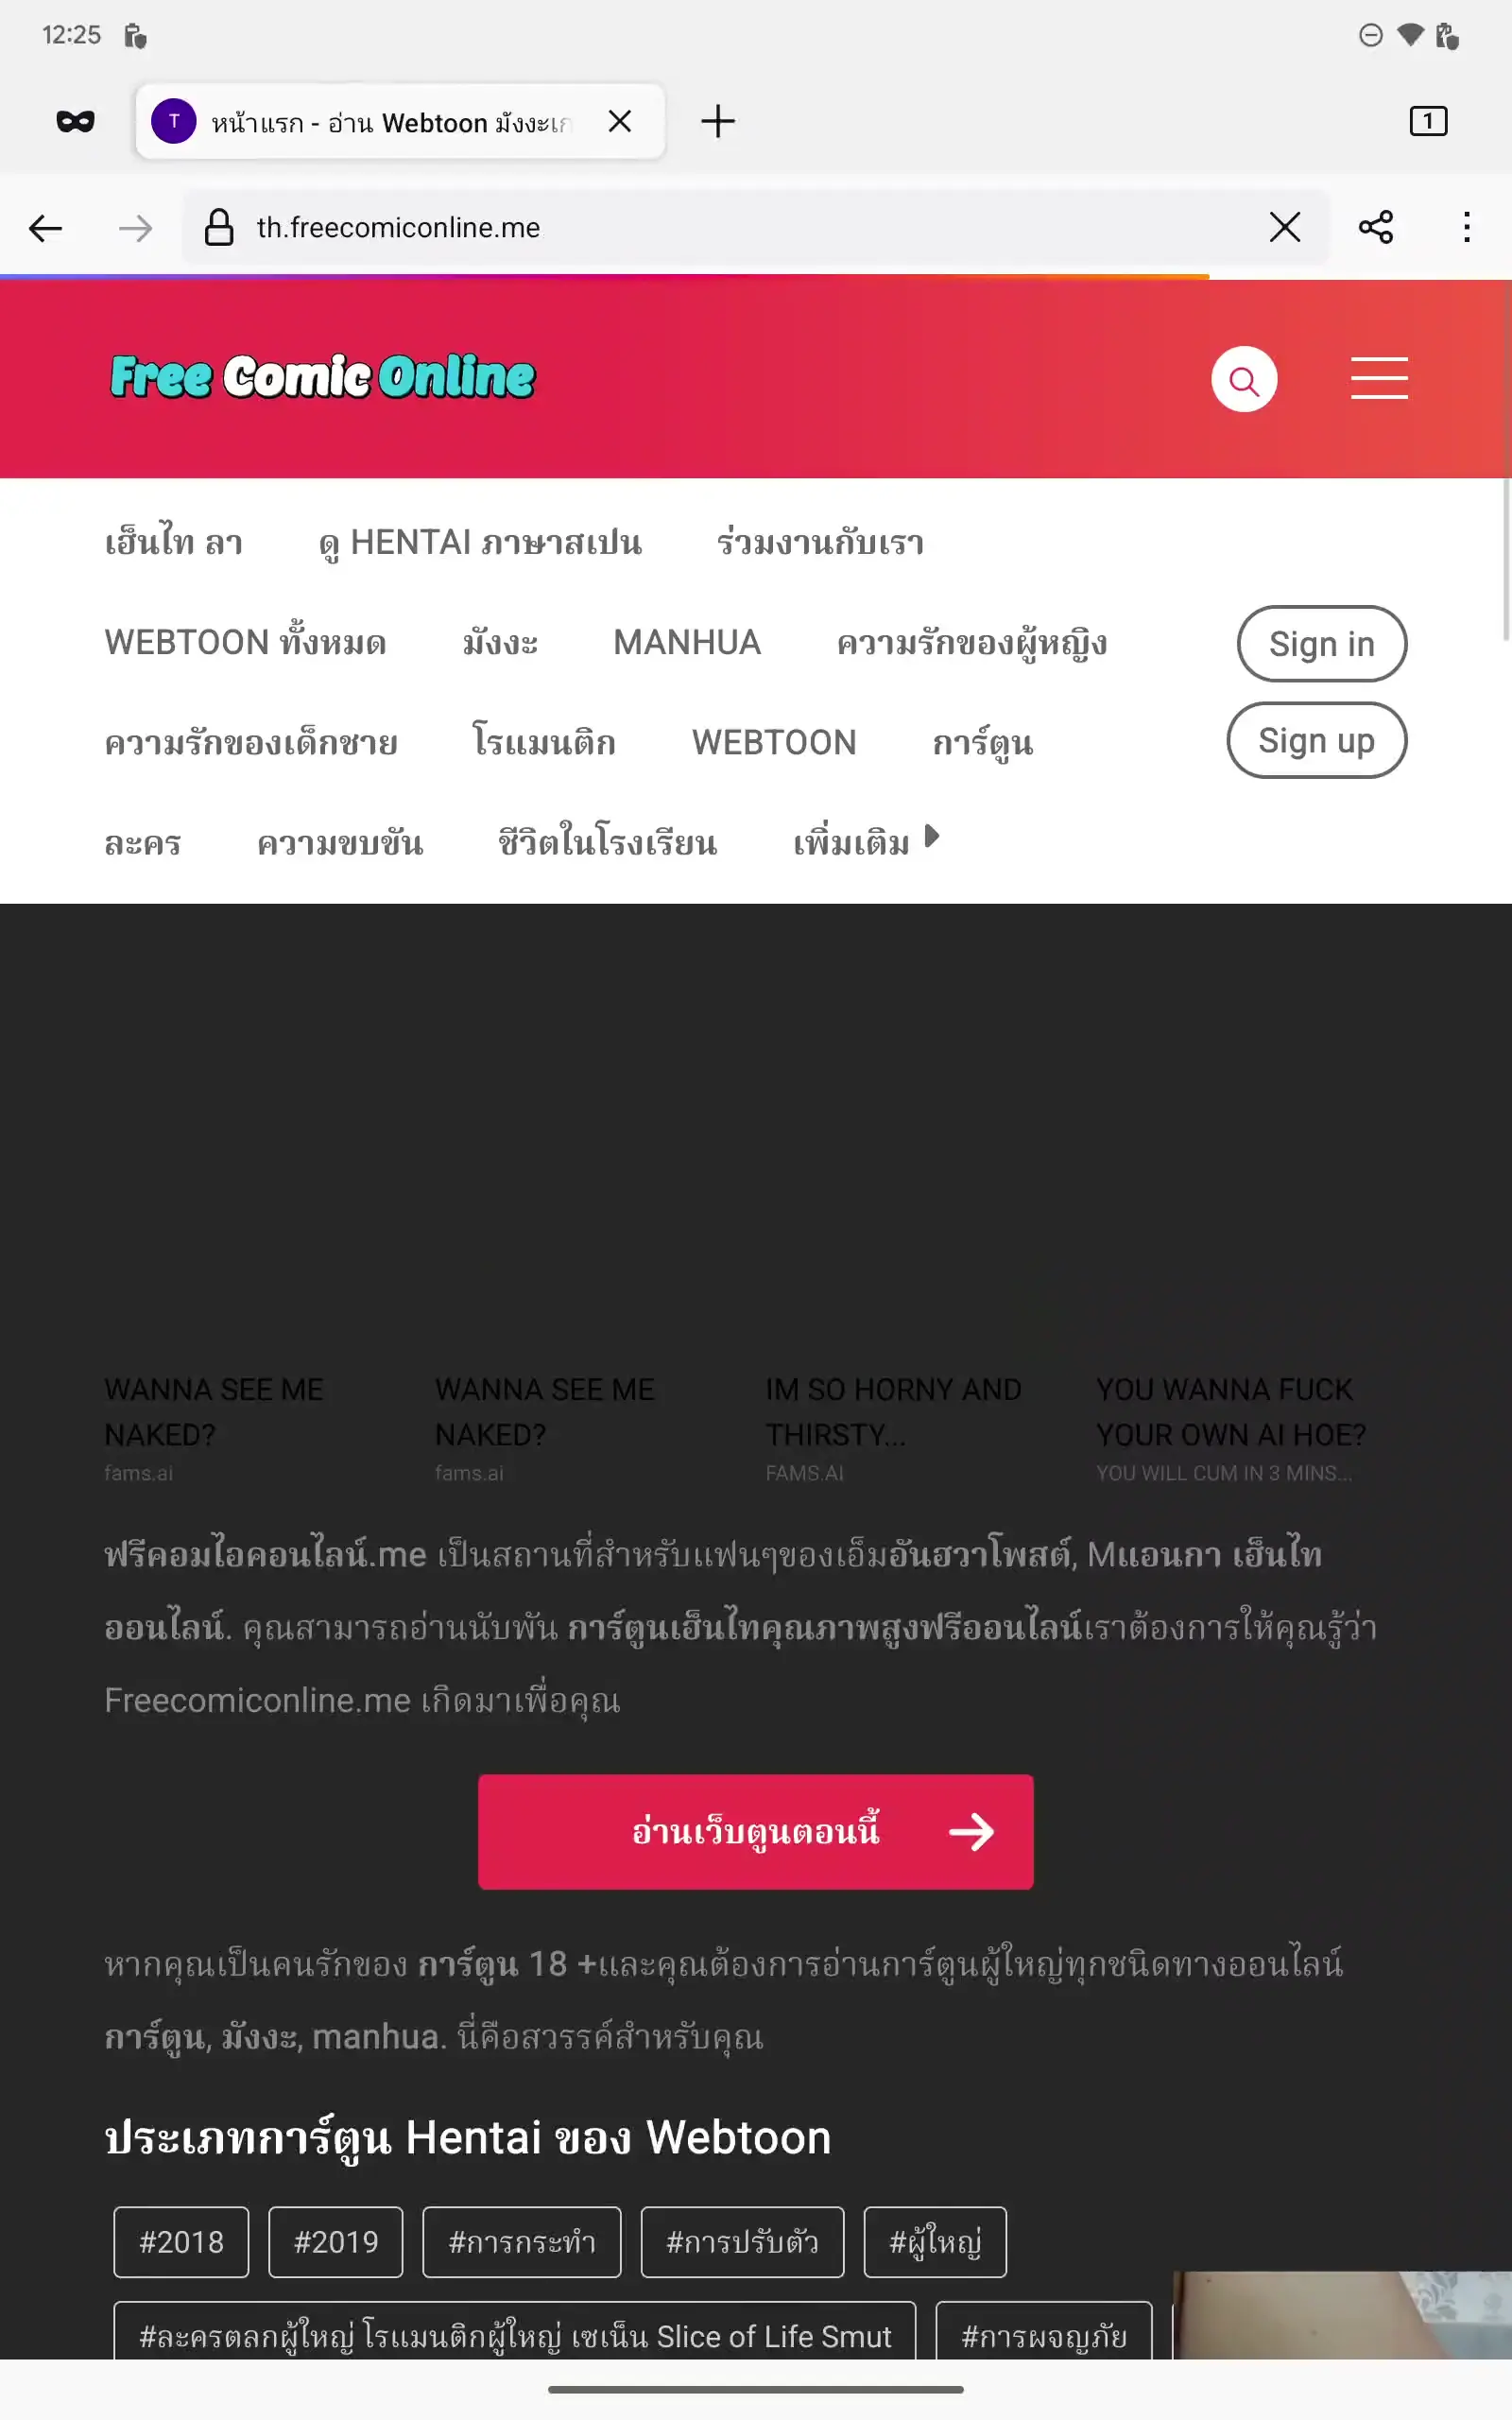 12:25
T หน้าแรก - อ่าน Webtoon มังงะเก
1
th.freecomiconline.me
Free Comic Online
เฮ็นไท ลา ดู HENTAI ภาษาสเปน ร่วมงานกับเรา
WEBTOON ทั้งหมด มังงะ MANHUA ความรักของผู้หญิง Sign in
ความรักของเด็กชาย โรแมนติก WEBTOON การ์ตูน Sign up
ละคร ความขบขัน ชีวิตในโรงเรียน เพิ่มเติม
WANNA SEE ME NAKED?
fams.ai
WANNA SEE ME NAKED?
fams.ai
IM SO HORNY AND THIRSTY...
FAMS.AI
YOU WANNA FUCK YOUR OWN AI HOE?
YOU WILL CUM IN 3 MINS...
ฟรีคอมไอคอนไลน์.me เป็นสถานที่สำหรับแฟนๆของเอ็มอันฮวาโพสต์, Mแอนกา เฮ็นไท
ออนไลน์. คุณสามารถอ่านนับพัน การ์ตูนเฮ็นไทคุณภาพสูงฟรีออนไลน์เราต้องการให้คุณรู้ว่า
Freecomiconline.me เกิดมาเพื่อคุณ
อ่านเว็บตูนตอนนี้
หากคุณเป็นคนรักของ การ์ตูน 18 +และคุณต้องการอ่านการ์ตูนผู้ใหญ่ทุกชนิดทางออนไลน์
การ์ตูน, มังงะ, manhua. นี่คือสวรรค์สำหรับคุณ
ประเภทการ์ตูน Hentai ของ Webtoon
#2018 #2019 #การกระทำ #การปรับตัว #ผู้ใหญ่
#ละครตลกผู้ใหญ่ โรแมนติกผู้ใหญ่ เซเน็น Slice of Life Smut #การผจญภัย